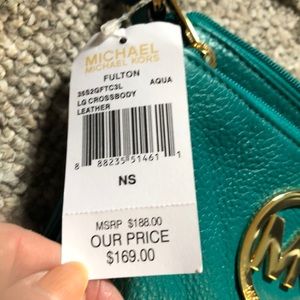 MICHAEL
MICHAEL KORS
FULTON
35S2GFTC3L AQUA
LG CROSSBODY
LEATHER
8 88235 51461 1
NS
MSRP $188.00
OUR PRICE
$169.00
M